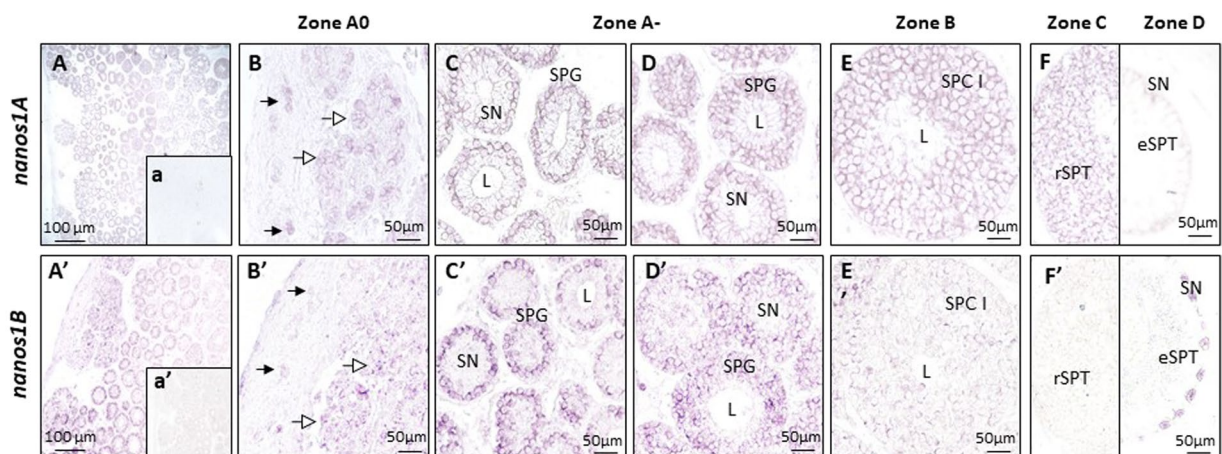 Zone A0 Zone A- Zone B Zone C Zone D
nanos1A
A a 100 µm
B 50µm
C SPG SN L 50µm
D SPG L SN 50µm
E SPC I L 50µm
F rSPT SN eSPT 50µm
nanos1B
A’ a’ 100 µm
B’ 50µm
C’ L SPG SN 50µm
D’ SN SPG L 50µm
E’ SPC I L 50µm
F’ rSPT SN eSPT 50µm